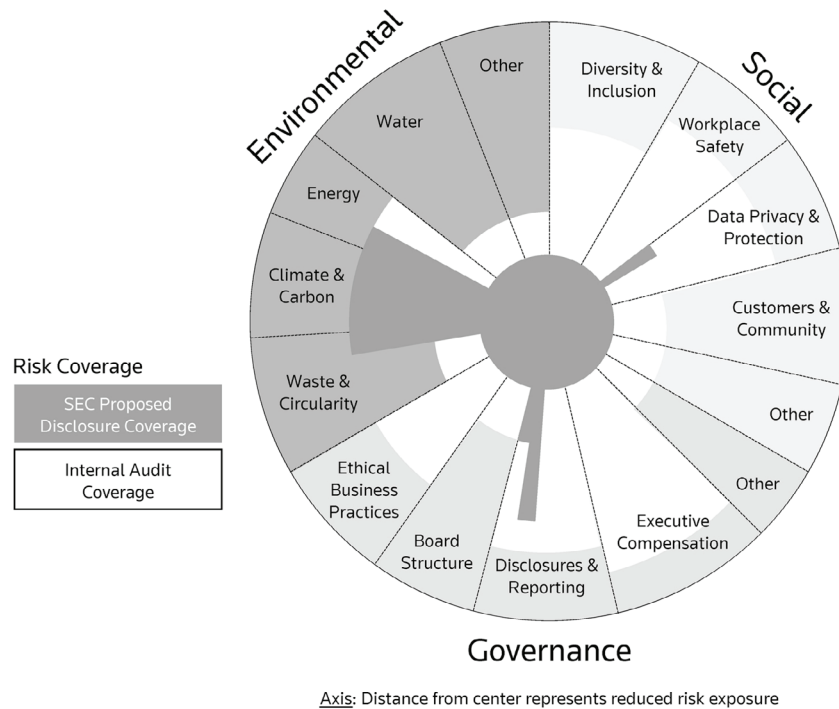 Environmental
Social
Other
Diversity &
Inclusion
Water
Workplace
Safety
Energy
Data Privacy &
Protection
Climate &
Carbon
Customers &
Community
Risk Coverage
SEC Proposed
Disclosure Coverage
Internal Audit
Coverage
Waste &
Circularity
Other
Ethical
Business
Practices
Other
Board
Structure
Executive
Compensation
Disclosures &
Reporting
Governance
Axis: Distance from center represents reduced risk exposure